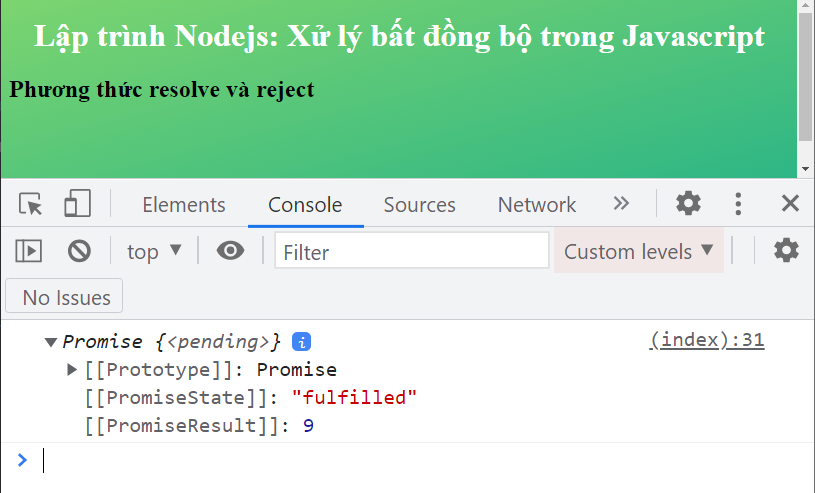 Lập trình Nodejs: Xử lý bất đồng bộ trong Javascript
Phương thức resolve và reject
Elements Console Sources Network »
top ▼ Filter Custom levels ▼
No Issues
▼ Promise {<pending>} i (index):31
▶ [[Prototype]]: Promise
[[PromiseState]]: "fulfilled"
[[PromiseResult]]: 9
>